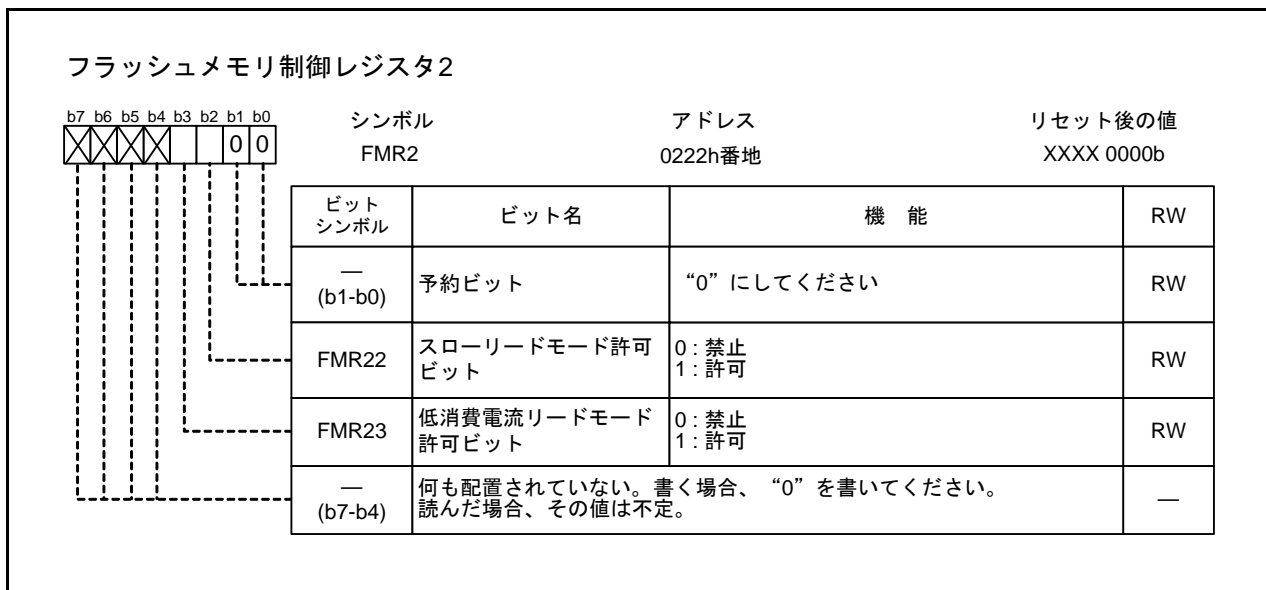 フラッシュメモリ制御レジスタ2
b7 b6 b5 b4 b3 b2 b1 b0
0 0
シンボル アドレス リセット後の値
FMR2 0222h番地 XXXX 0000b
ビット
シンボル
ビット名
機 能
RW
—
(b1-b0)
予約ビット
“0”にしてください
RW
FMR22
スローリードモード許可
ビット
0 : 禁止
1 : 許可
RW
FMR23
低消費電流リードモード
許可ビット
0 : 禁止
1 : 許可
RW
—
(b7-b4)
何も配置されていない。書く場合、“0”を書いてください。
読んだ場合、その値は不定。
—